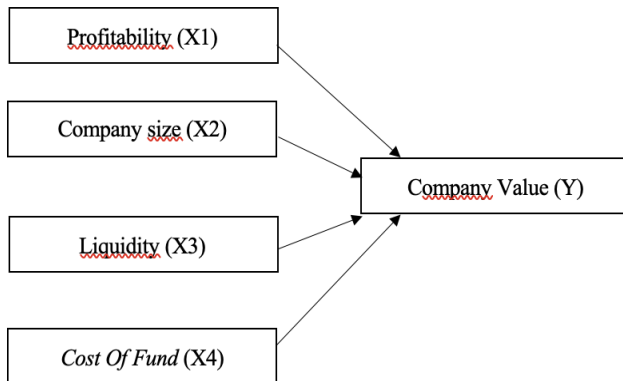 Profitability (X1)
Company size (X2)
Company Value (Y)
Liquidity (X3)
Cost Of Fund (X4)